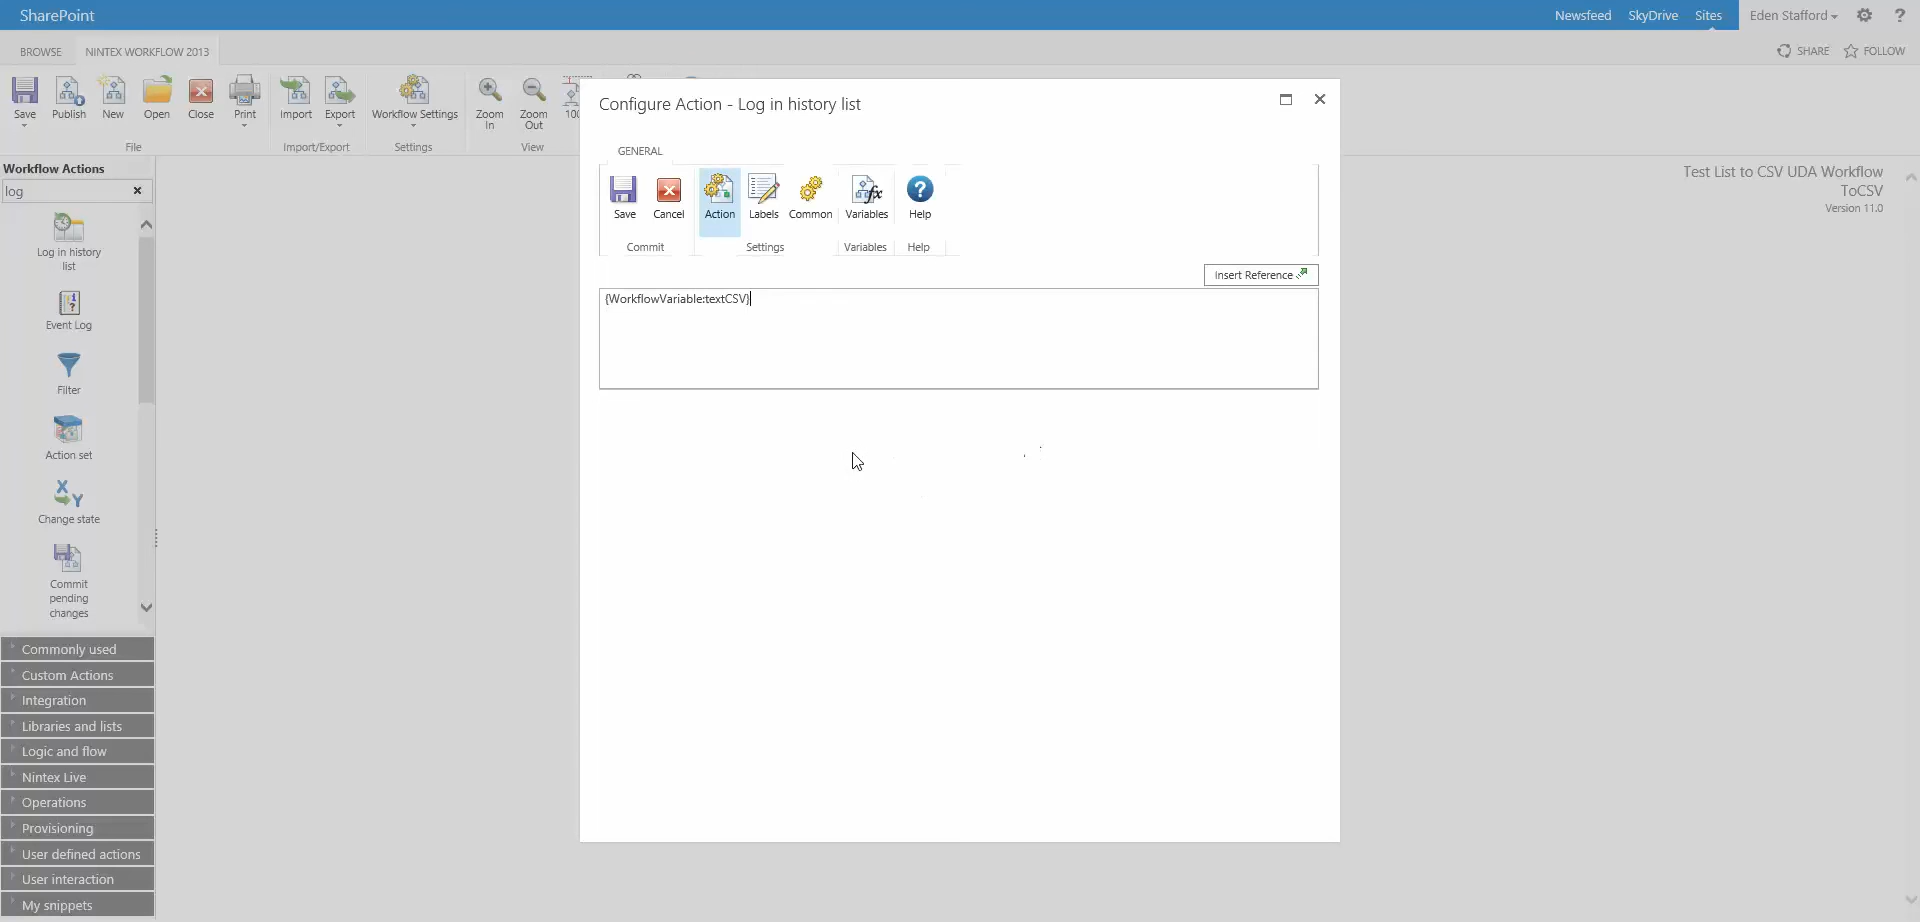 SharePoint
Newsfeed
SkyDrive
Sites
Eden Stafford
?
BROWSE
NINTEX WORKFLOW 2013
SHARE
FOLLOW
Save
Publish
New
Open
Close
Print
Import
Export
Workflow Settings
Zoom In
Zoom Out
100
File
Import/Export
Settings
View
Configure Action - Log in history list
GENERAL
Save
Cancel
Action
Labels
Common
Variables
Help
Commit
Settings
Variables
Help
Insert Reference
{WorkflowVariable:textCSV}
Workflow Actions
log
Log in history
list
Event Log
Filter
Action set
Change state
Commit
pending
changes
Commonly used
Custom Actions
Integration
Libraries and lists
Logic and flow
Nintex Live
Operations
Provisioning
User defined actions
User interaction
My snippets
Test List to CSV UDA Workflow
ToCSV
Version 11.0